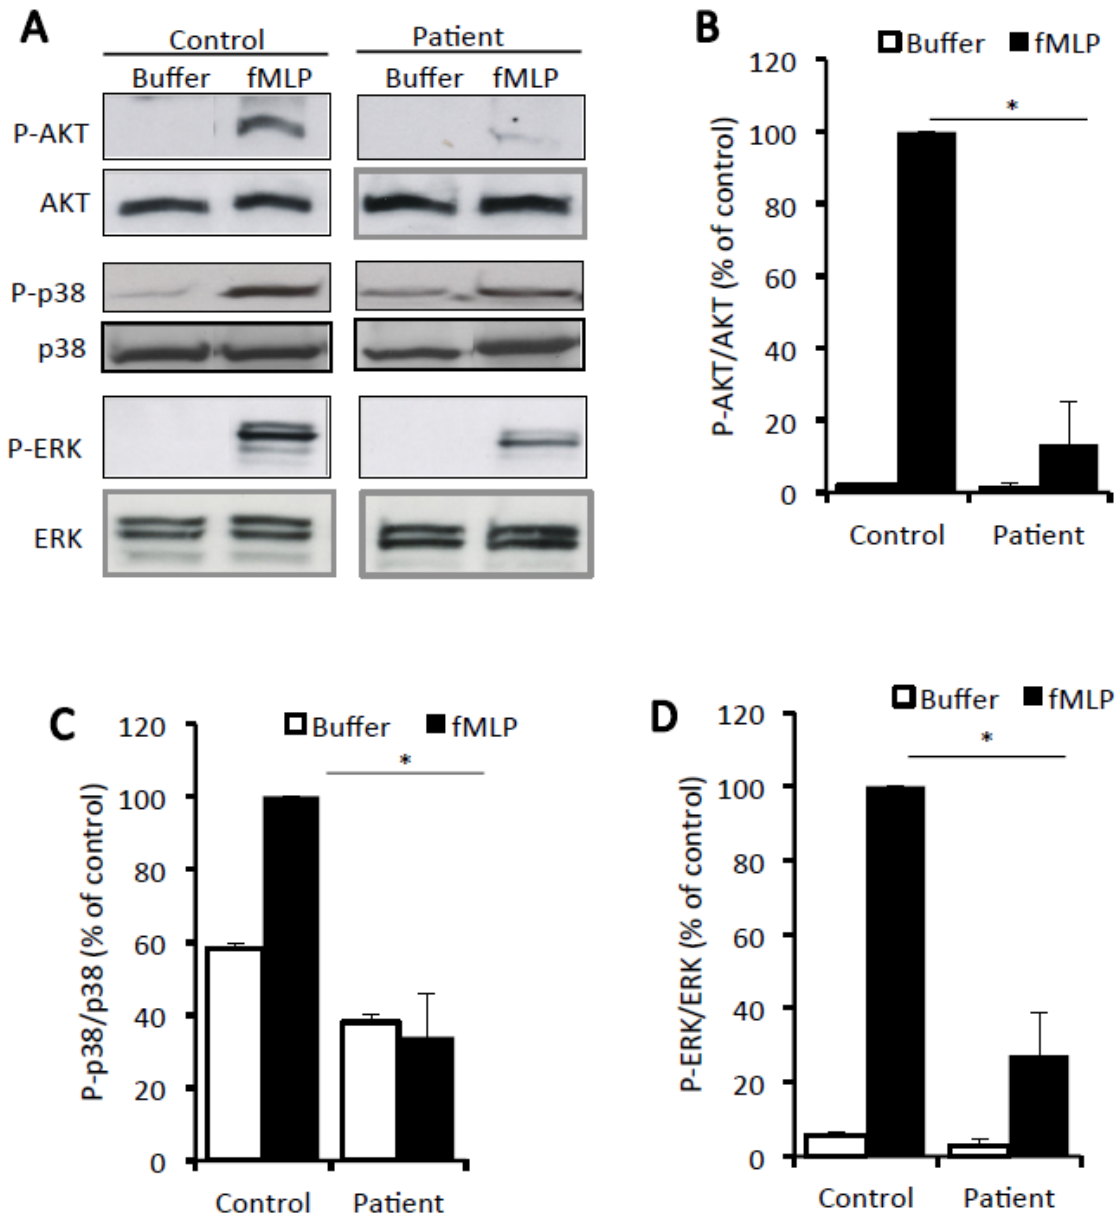 A
Control Patient
Buffer fMLP Buffer fMLP
P-AKT
AKT
P-p38
p38
P-ERK
ERK
B
Buffer fMLP
120
100
80
60
40
20
0
P-AKT/AKT (% of control)
*
Control Patient
C
Buffer fMLP
120
100
80
60
40
20
0
P-p38/p38 (% of control)
*
Control Patient
D
Buffer fMLP
120
100
80
60
40
20
0
P-ERK/ERK (% of control)
*
Control Patient